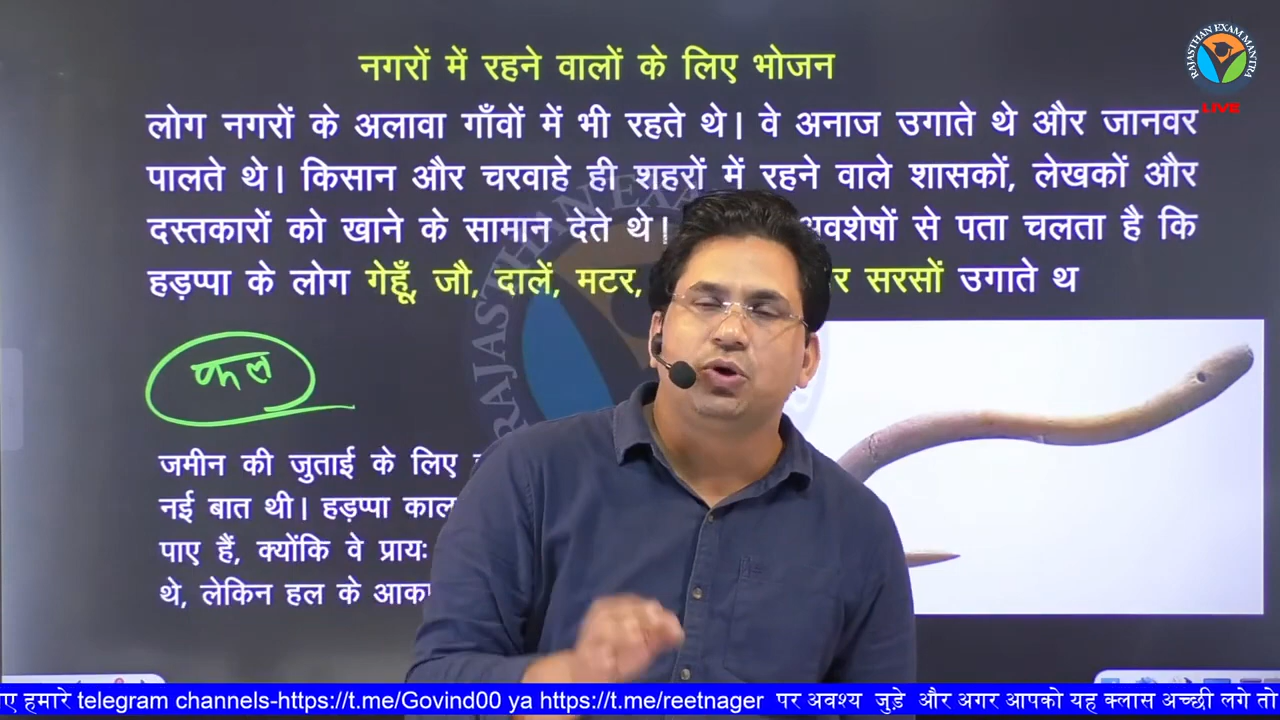 नगरों में रहने वालों के लिए भोजन
RAJASTHAN EXAM MANTRA
LIVE
लोग नगरों के अलावा गाँवों में भी रहते थे। वे अनाज उगाते थे और जानवर
पालते थे। किसान और चरवाहे ही शहरों में रहने वाले शासकों, लेखकों और
दस्तकारों को खाने के सामान देते थे। अवशेषों से पता चलता है कि
हड़प्पा के लोग गेहूँ, जौ, दालें, मटर, सरसों उगाते थ
RAJASTHAN EXAM
जमीन की जुताई के लिए
नई बात थी। हड़प्पा काल
पाए हैं, क्योंकि वे प्रायः
थे, लेकिन हल के
हमारे telegram channels-https://t.me/Govind00 ya https://t.me/reetnager पर अवश्य जुड़े और अगर आपको यह क्लास अच्छी लगे तो